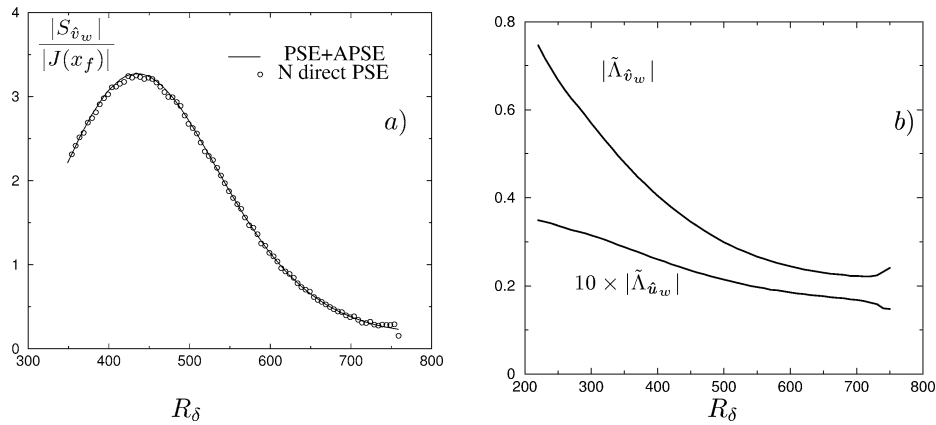 |S_{\hat{v}_w}|
|J(x_f)|
PSE+APSE
N direct PSE
a)
4
3
2
1
0
300 400 500 600 700 800
R_δ
|\tilde{Λ}_{\hat{v}_w}|
b)
10 × |\tilde{Λ}_{\hat{u}_w}|
0.8
0.6
0.4
0.2
0
200 300 400 500 600 700 800
R_δ